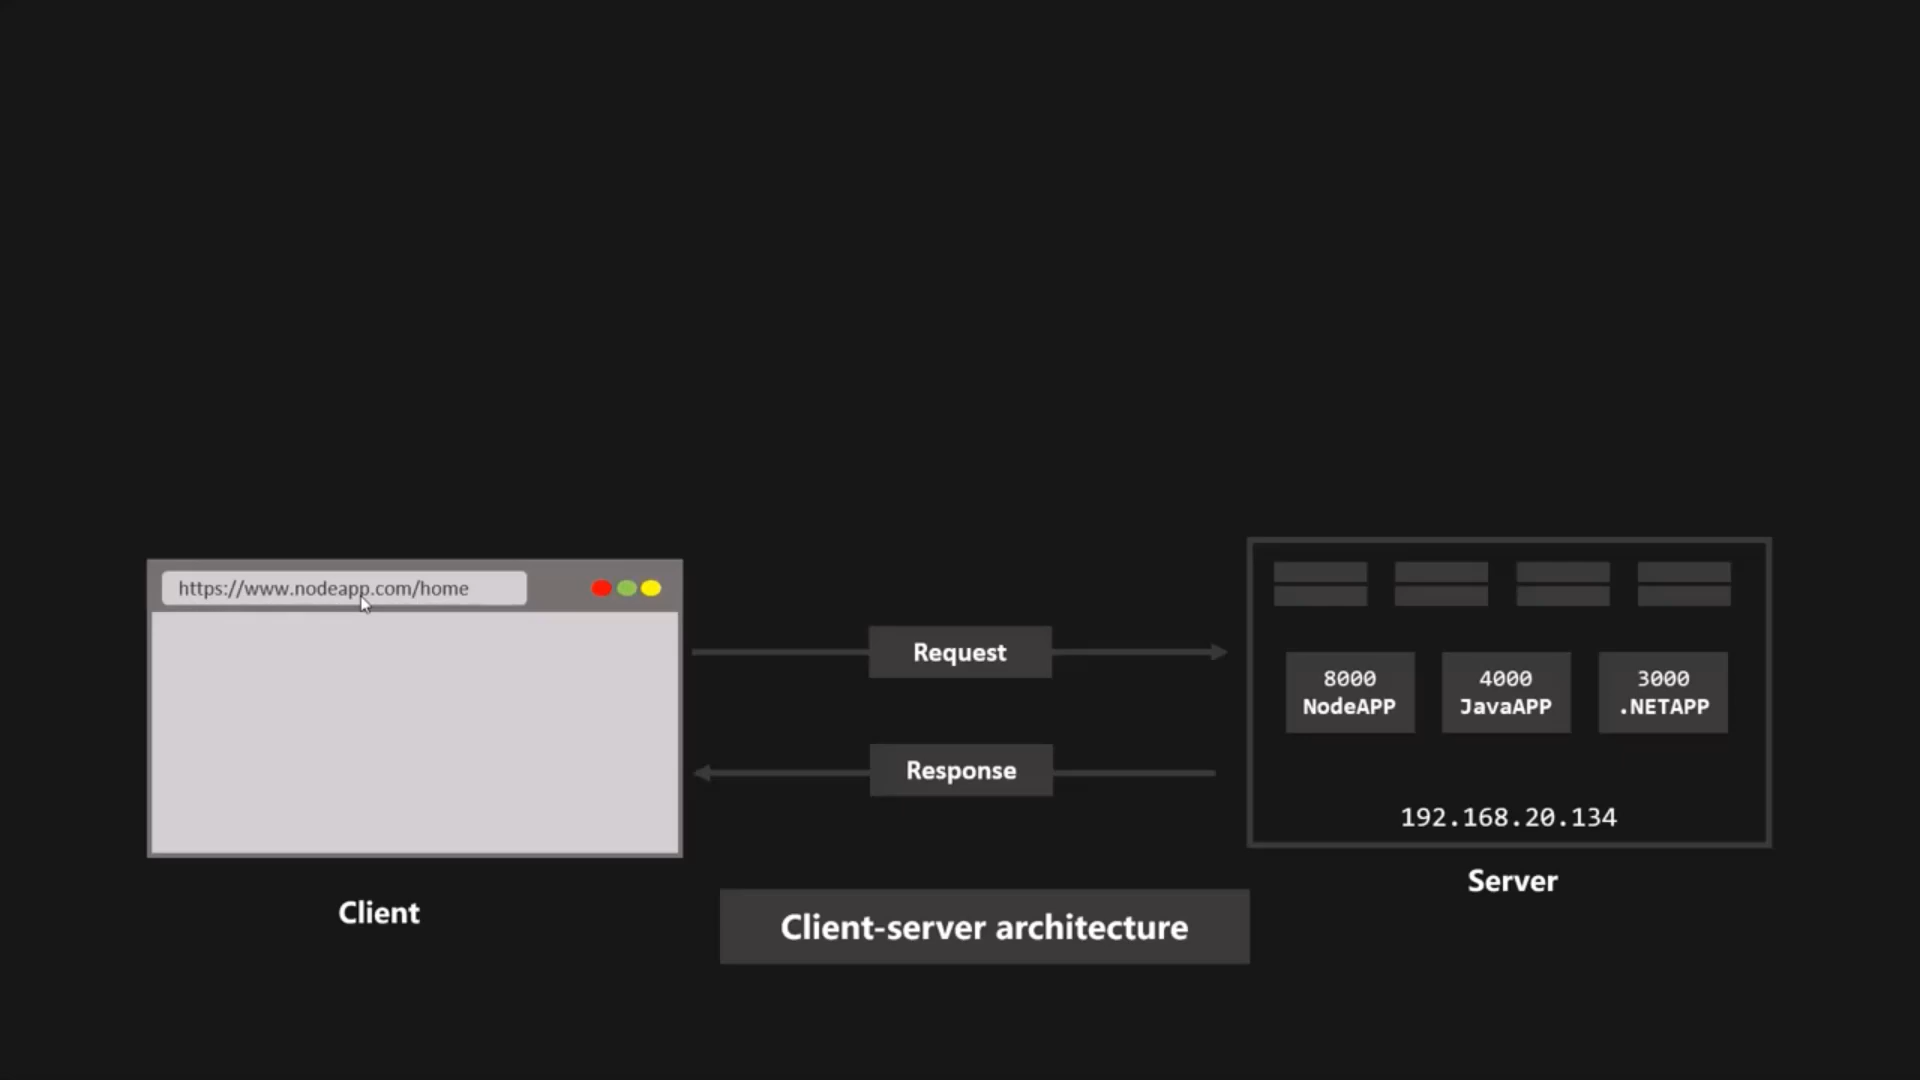 https://www.nodeapp.com/home
Request
Response
8000
NodeAPP
4000
JavaAPP
3000
.NETAPP
192.168.20.134
Server
Client
Client-server architecture